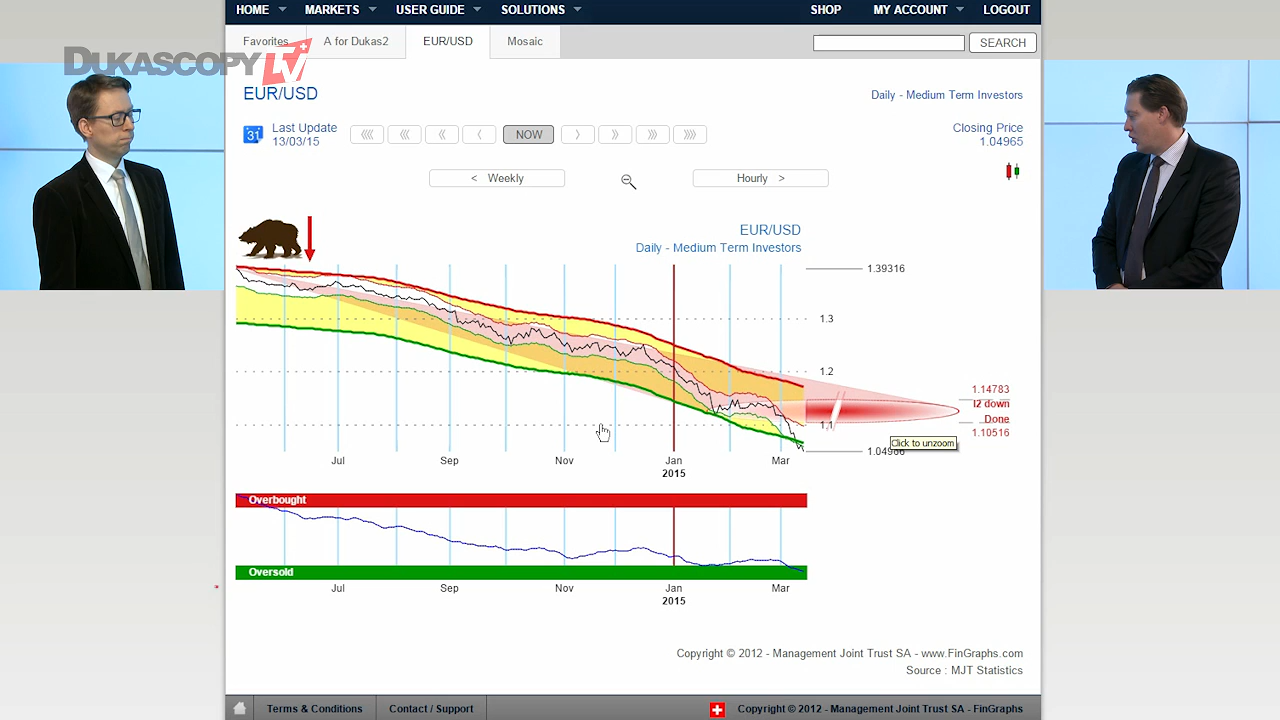 HOME MARKETS USER GUIDE SOLUTIONS SHOP MY ACCOUNT LOGOUT
Favorites A for Dukas2 EUR/USD Mosaic SEARCH
DUKASCOPY TV
EUR/USD
Daily - Medium Term Investors
31 Last Update
13/03/15
NOW
Closing Price
1.04965
< Weekly
Hourly >
EUR/USD
Daily - Medium Term Investors
1.39316
1.3
1.2
1.14783
I2 down
Done
1.1
1.10516
Click to unzoom
1.04966
Jul Sep Nov Jan Mar
2015
Overbought
Oversold
Jul Sep Nov Jan Mar
2015
Copyright © 2012 - Management Joint Trust SA - www.FinGraphs.com
Source : MJT Statistics
Terms & Conditions Contact / Support Copyright © 2012 - Management Joint Trust SA - FinGraphs